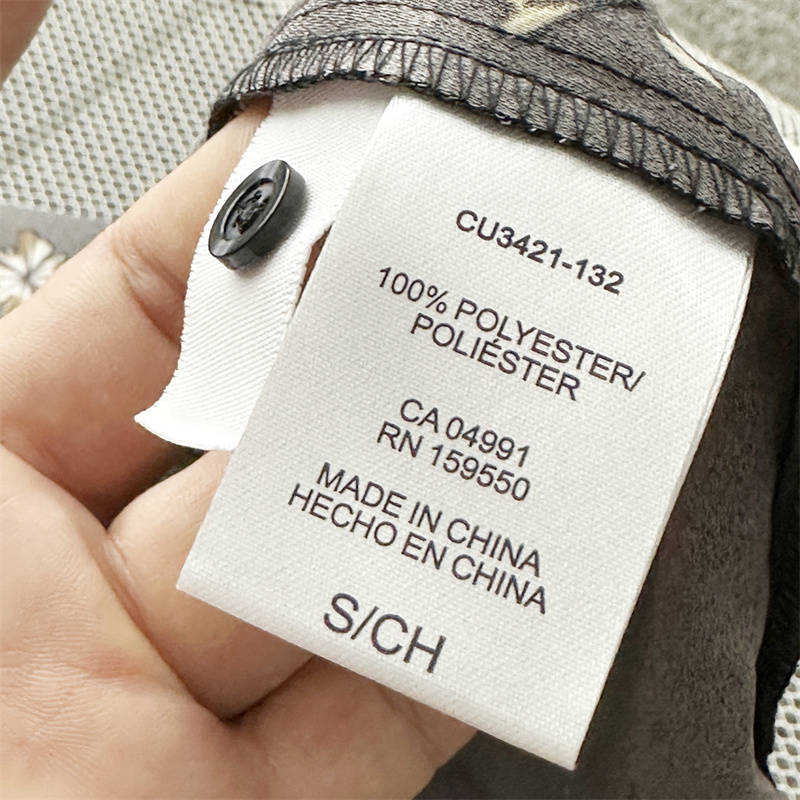 CU3421-132
100% POLYESTER/
POLIÉSTER
CA 04991
RN 159550
MADE IN CHINA
HECHO EN CHINA
S/CH